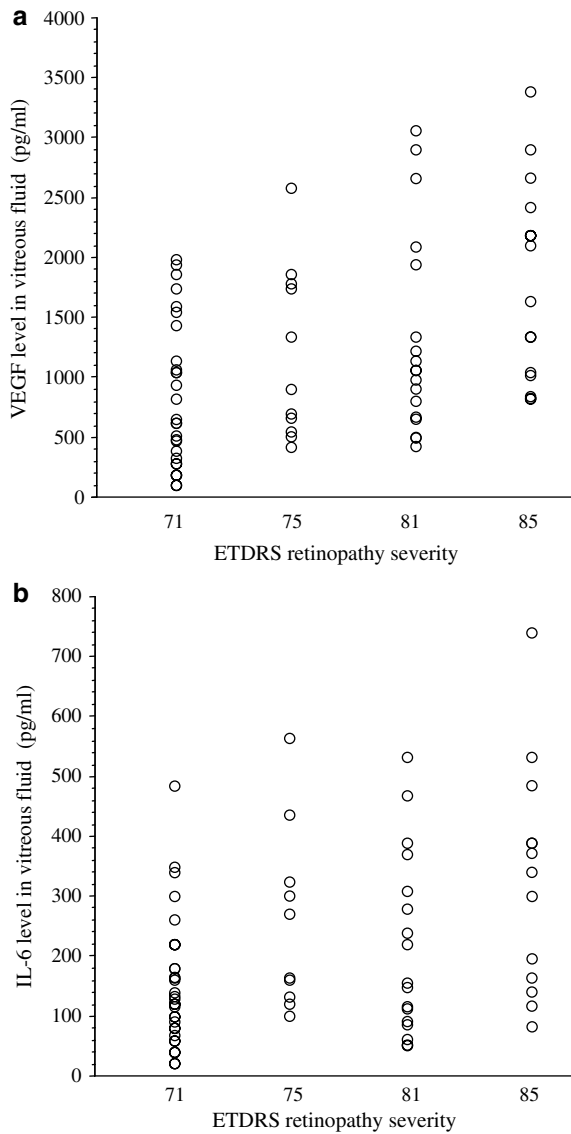 a
VEGF level in vitreous fluid (pg/ml)
4000
3500
3000
2500
2000
1500
1000
500
0
71 75 81 85
ETDRS retinopathy severity
b
IL-6 level in vitreous fluid (pg/ml)
800
700
600
500
400
300
200
100
0
71 75 81 85
ETDRS retinopathy severity